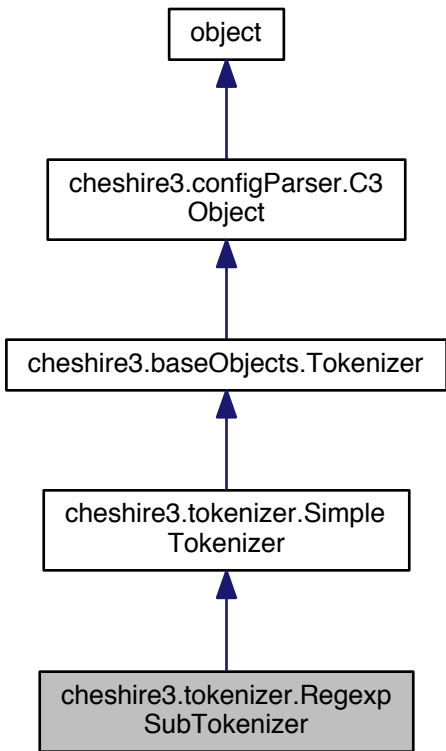 object
cheshire3.configParser.C3
Object
cheshire3.baseObjects.Tokenizer
cheshire3.tokenizer.Simple
Tokenizer
cheshire3.tokenizer.Regexp
SubTokenizer